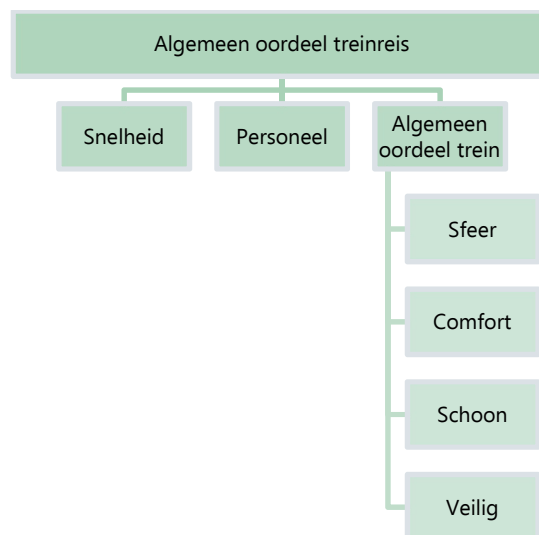 Algemeen oordeel treinreis
Snelheid
Personeel
Algemeen
oordeel trein
Sfeer
Comfort
Schoon
Veilig